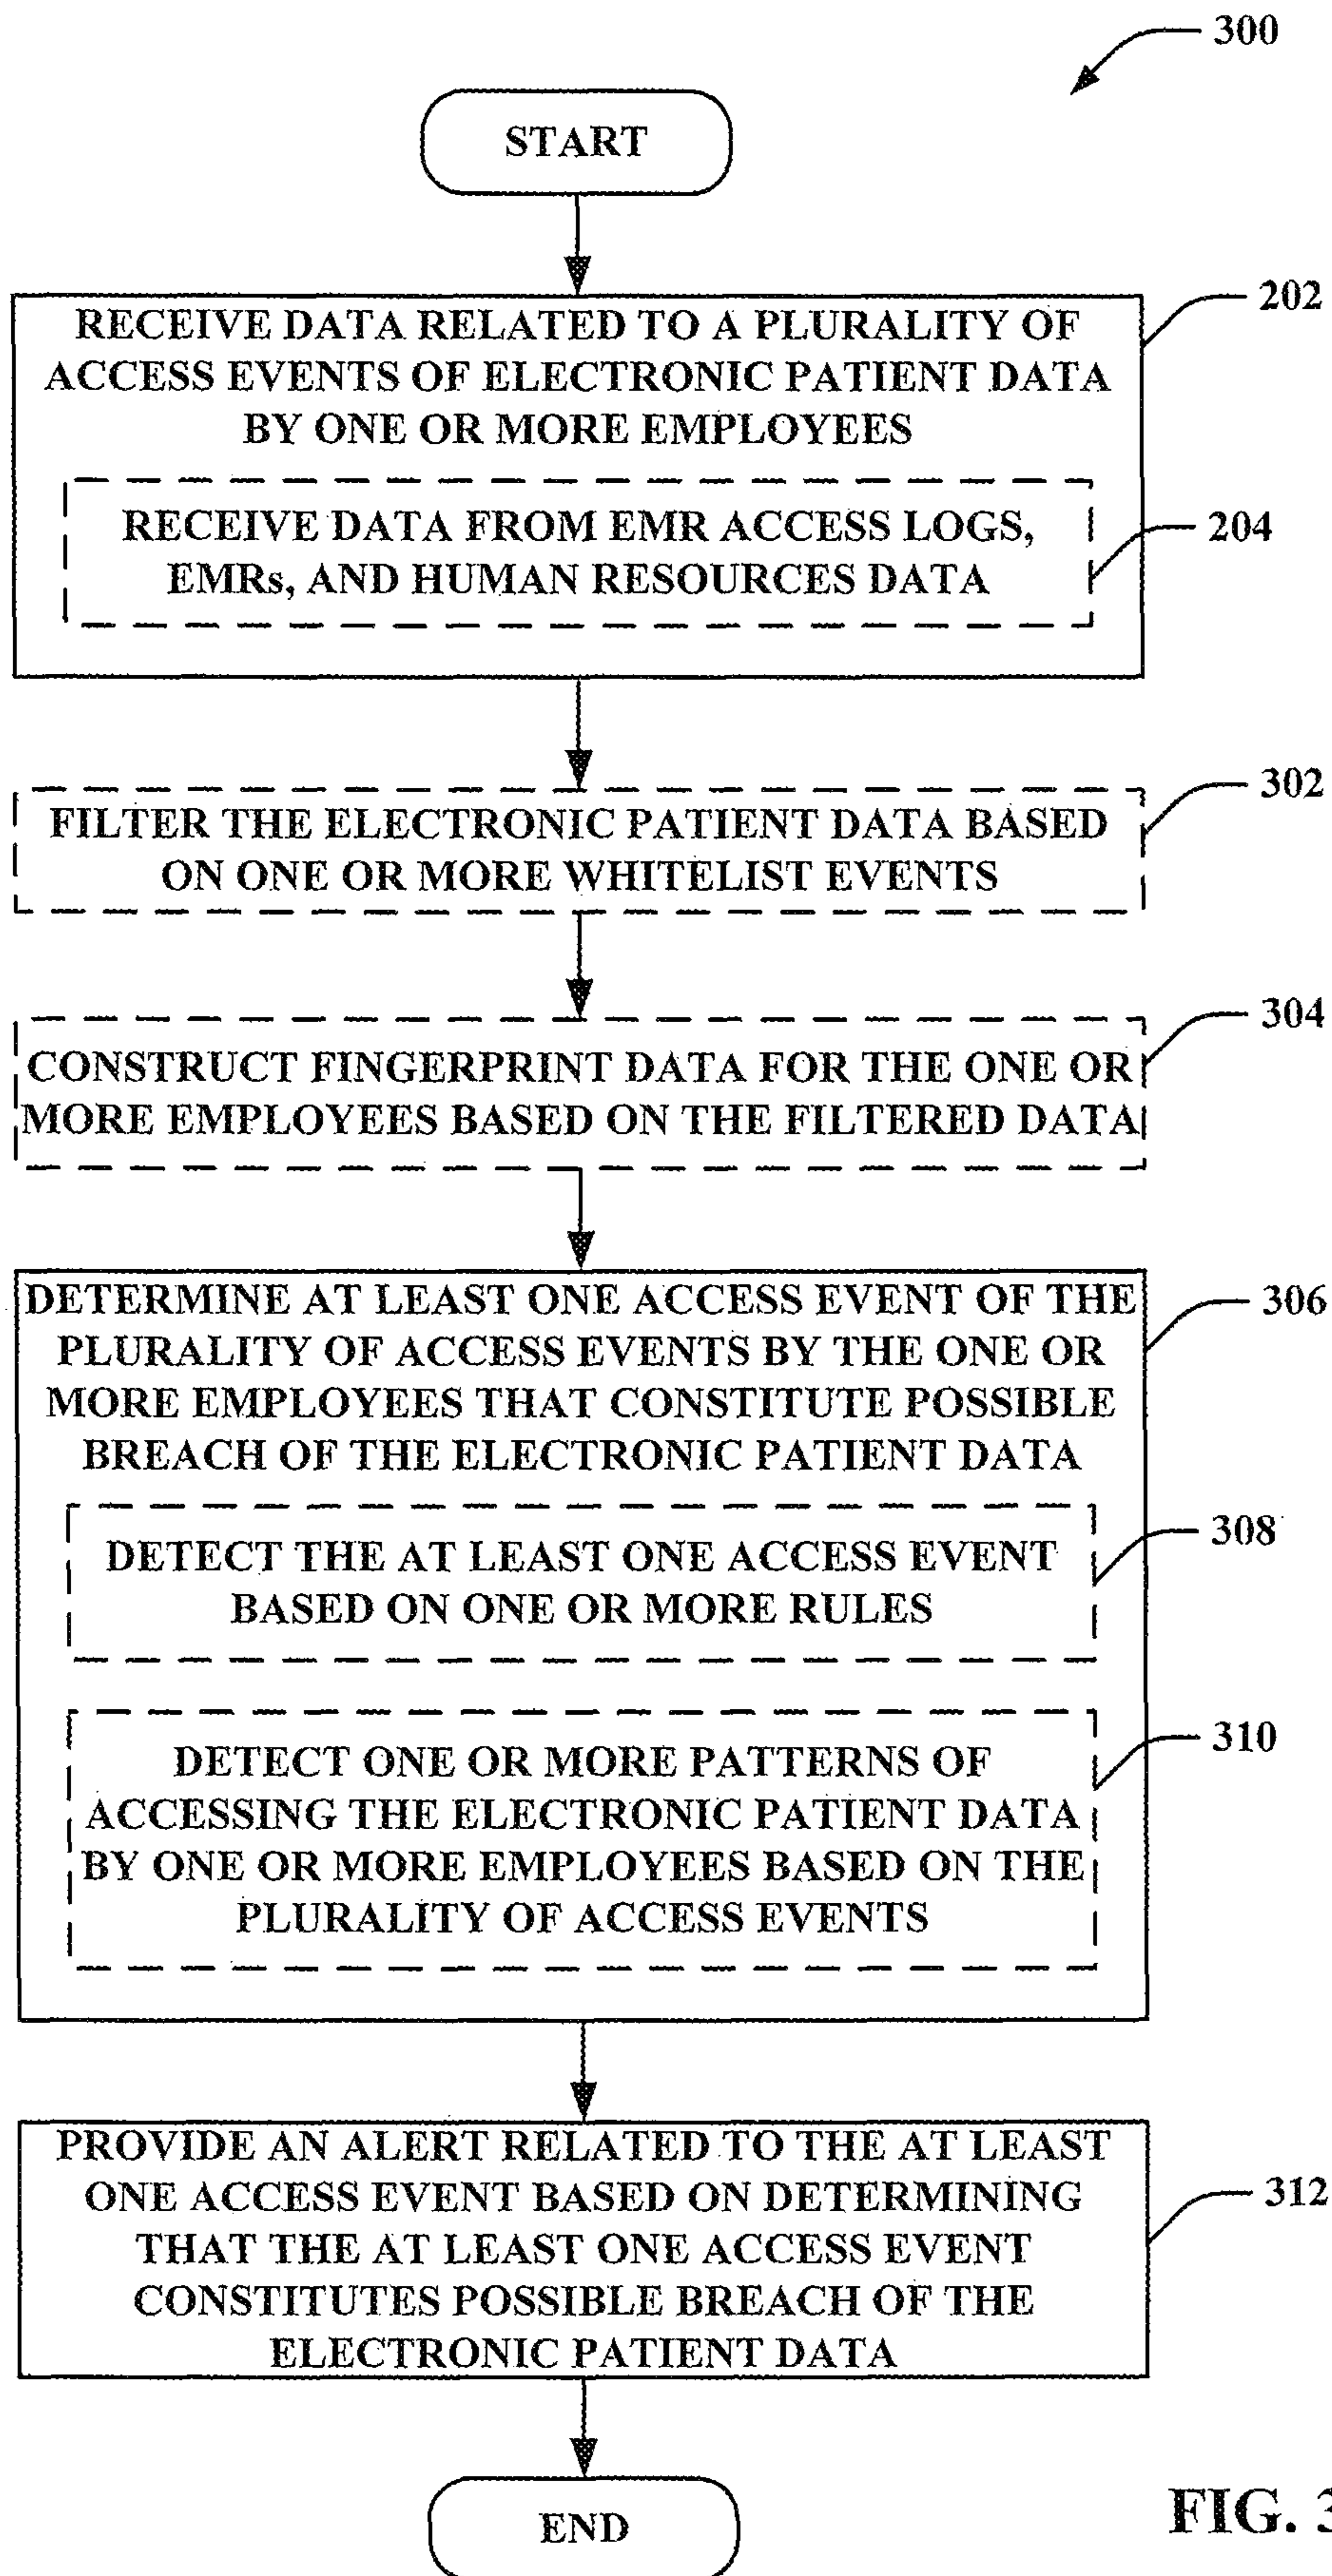 300
START
202
RECEIVE DATA RELATED TO A PLURALITY OF
ACCESS EVENTS OF ELECTRONIC PATIENT DATA
BY ONE OR MORE EMPLOYEES
RECEIVE DATA FROM EMR ACCESS LOGS,
EMRs, AND HUMAN RESOURCES DATA
204
302
FILTER THE ELECTRONIC PATIENT DATA BASED
ON ONE OR MORE WHITELIST EVENTS
304
CONSTRUCT FINGERPRINT DATA FOR THE ONE OR
MORE EMPLOYEES BASED ON THE FILTERED DATA
DETERMINE AT LEAST ONE ACCESS EVENT OF THE
PLURALITY OF ACCESS EVENTS BY THE ONE OR
MORE EMPLOYEES THAT CONSTITUTE POSSIBLE
BREACH OF THE ELECTRONIC PATIENT DATA
306
DETECT THE AT LEAST ONE ACCESS EVENT
BASED ON ONE OR MORE RULES
308
DETECT ONE OR MORE PATTERNS OF
ACCESSING THE ELECTRONIC PATIENT DATA
BY ONE OR MORE EMPLOYEES BASED ON THE
PLURALITY OF ACCESS EVENTS
310
PROVIDE AN ALERT RELATED TO THE AT LEAST
ONE ACCESS EVENT BASED ON DETERMINING
THAT THE AT LEAST ONE ACCESS EVENT
CONSTITUTES POSSIBLE BREACH OF THE
ELECTRONIC PATIENT DATA
312
END
FIG. 3